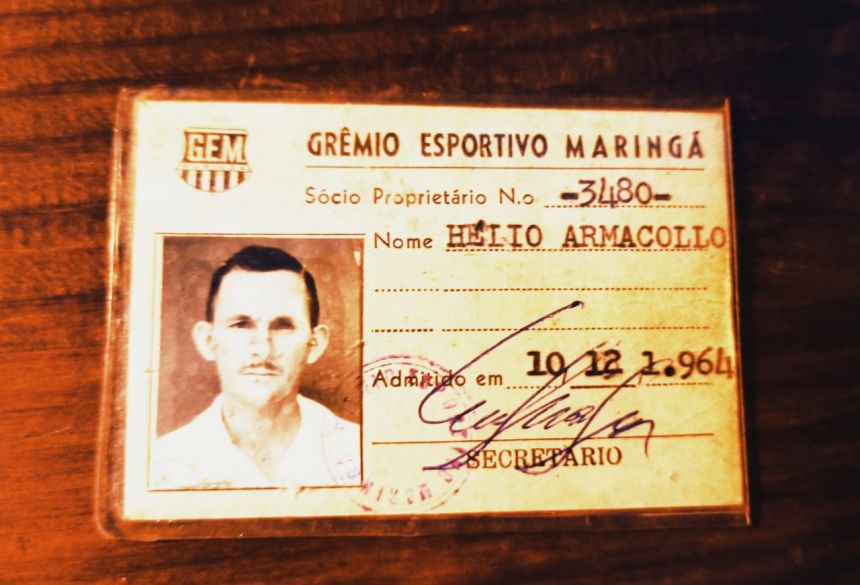 GEM
GRÊMIO ESPORTIVO MARINGÁ
Sócio Proprietário N.o -3480-
Nome HÉLIO ARMACOLLO
Admitido em 10 12 1.964
SECRETARIO